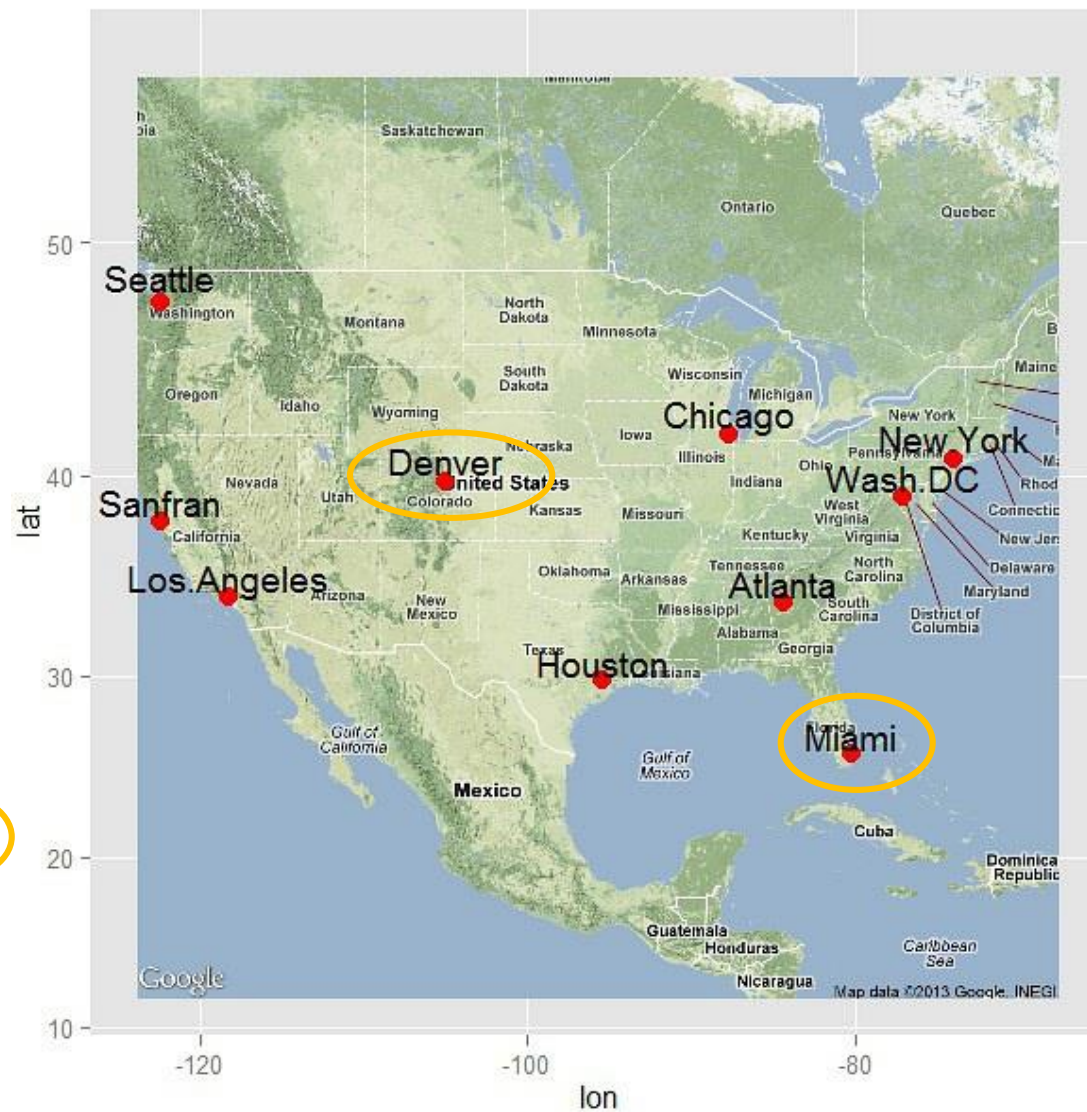 Saskatchewan
Ontario
Quebec
50
Seattle
Washington
North
Dakota
Montana
Minnesota
Maine
South
Dakota
Wisconsin
Michigan
Oregon
Idaho
Wyoming
Chicago
New York
New York
Nebraska
Iowa
Illinois
Pennsylvania
Denver
United States
Ohio
Wash.DC
40
Nevada
Utah
Colorado
Kansas
Indiana
Sanfran
Missouri
West
Virginia
Connectic
California
Kentucky
Virginia
New Jer
lat
Los.Angeles
Arizona
New
Mexico
Oklahoma
Arkansas
Tennessee
North
Carolina
Delaware
Maryland
Atlanta
Mississippi
South
Carolina
District of
Columbia
Alabama
Georgia
Texas
Houston
Louisiana
30
Florida
Miami
Gulf of
California
Gulf of
Mexico
Mexico
Cuba
20
Dominica
Republic
Guatemala
Honduras
Caribbean
Sea
Nicaragua
Google
Map data ©2013 Google, INEGI
10
-120
-100
-80
lon